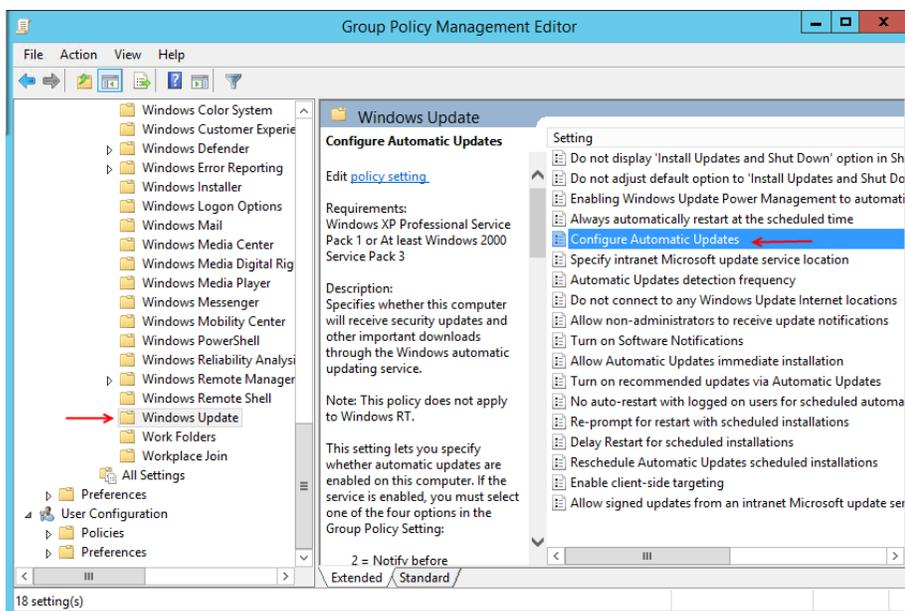 Group Policy Management Editor
File Action View Help
Windows Color System
Windows Customer Experie
Windows Defender
Windows Error Reporting
Windows Installer
Windows Logon Options
Windows Mail
Windows Media Center
Windows Media Digital Rig
Windows Media Player
Windows Messenger
Windows Mobility Center
Windows PowerShell
Windows Reliability Analysi
Windows Remote Manager
Windows Remote Shell
Windows Update
Work Folders
Workplace Join
All Settings
Preferences
User Configuration
Policies
Preferences
Windows Update
Configure Automatic Updates
Edit policy setting
Requirements:
Windows XP Professional Service
Pack 1 or At least Windows 2000
Service Pack 3
Description:
Specifies whether this computer
will receive security updates and
other important downloads
through the Windows automatic
updating service.
Note: This policy does not apply
to Windows RT.
This setting lets you specify
whether automatic updates are
enabled on this computer. If the
service is enabled, you must select
one of the four options in the
Group Policy Setting:
2 = Notify before
Setting
Do not display 'Install Updates and Shut Down' option in Sh
Do not adjust default option to 'Install Updates and Shut Do
Enabling Windows Update Power Management to automati
Always automatically restart at the scheduled time
Configure Automatic Updates
Specify intranet Microsoft update service location
Automatic Updates detection frequency
Do not connect to any Windows Update Internet locations
Allow non-administrators to receive update notifications
Turn on Software Notifications
Allow Automatic Updates immediate installation
Turn on recommended updates via Automatic Updates
No auto-restart with logged on users for scheduled automa
Re-prompt for restart with scheduled installations
Delay Restart for scheduled installations
Reschedule Automatic Updates scheduled installations
Enable client-side targeting
Allow signed updates from an intranet Microsoft update ser
Extended Standard
18 setting(s)